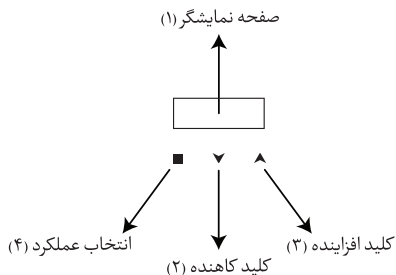 صفحه نمایشگر (۱)
کلید افزاینده (۳)
انتخاب عملکرد (۴)
کلید کاهنده (۲)